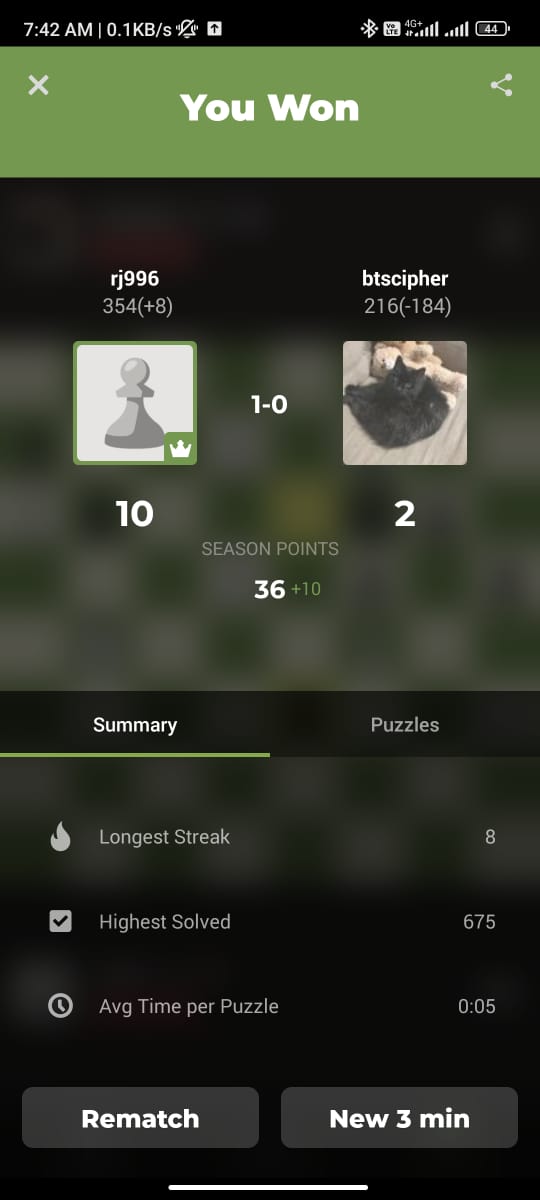 7:42 AM | 0.1KB/s
Vo LTE 4G+ 44
You Won
rj996 btscipher
354(+8) 216(-184)
1-0
10 2
SEASON POINTS
36 +10
Summary Puzzles
Longest Streak 8
Highest Solved 675
Avg Time per Puzzle 0:05
Rematch New 3 min